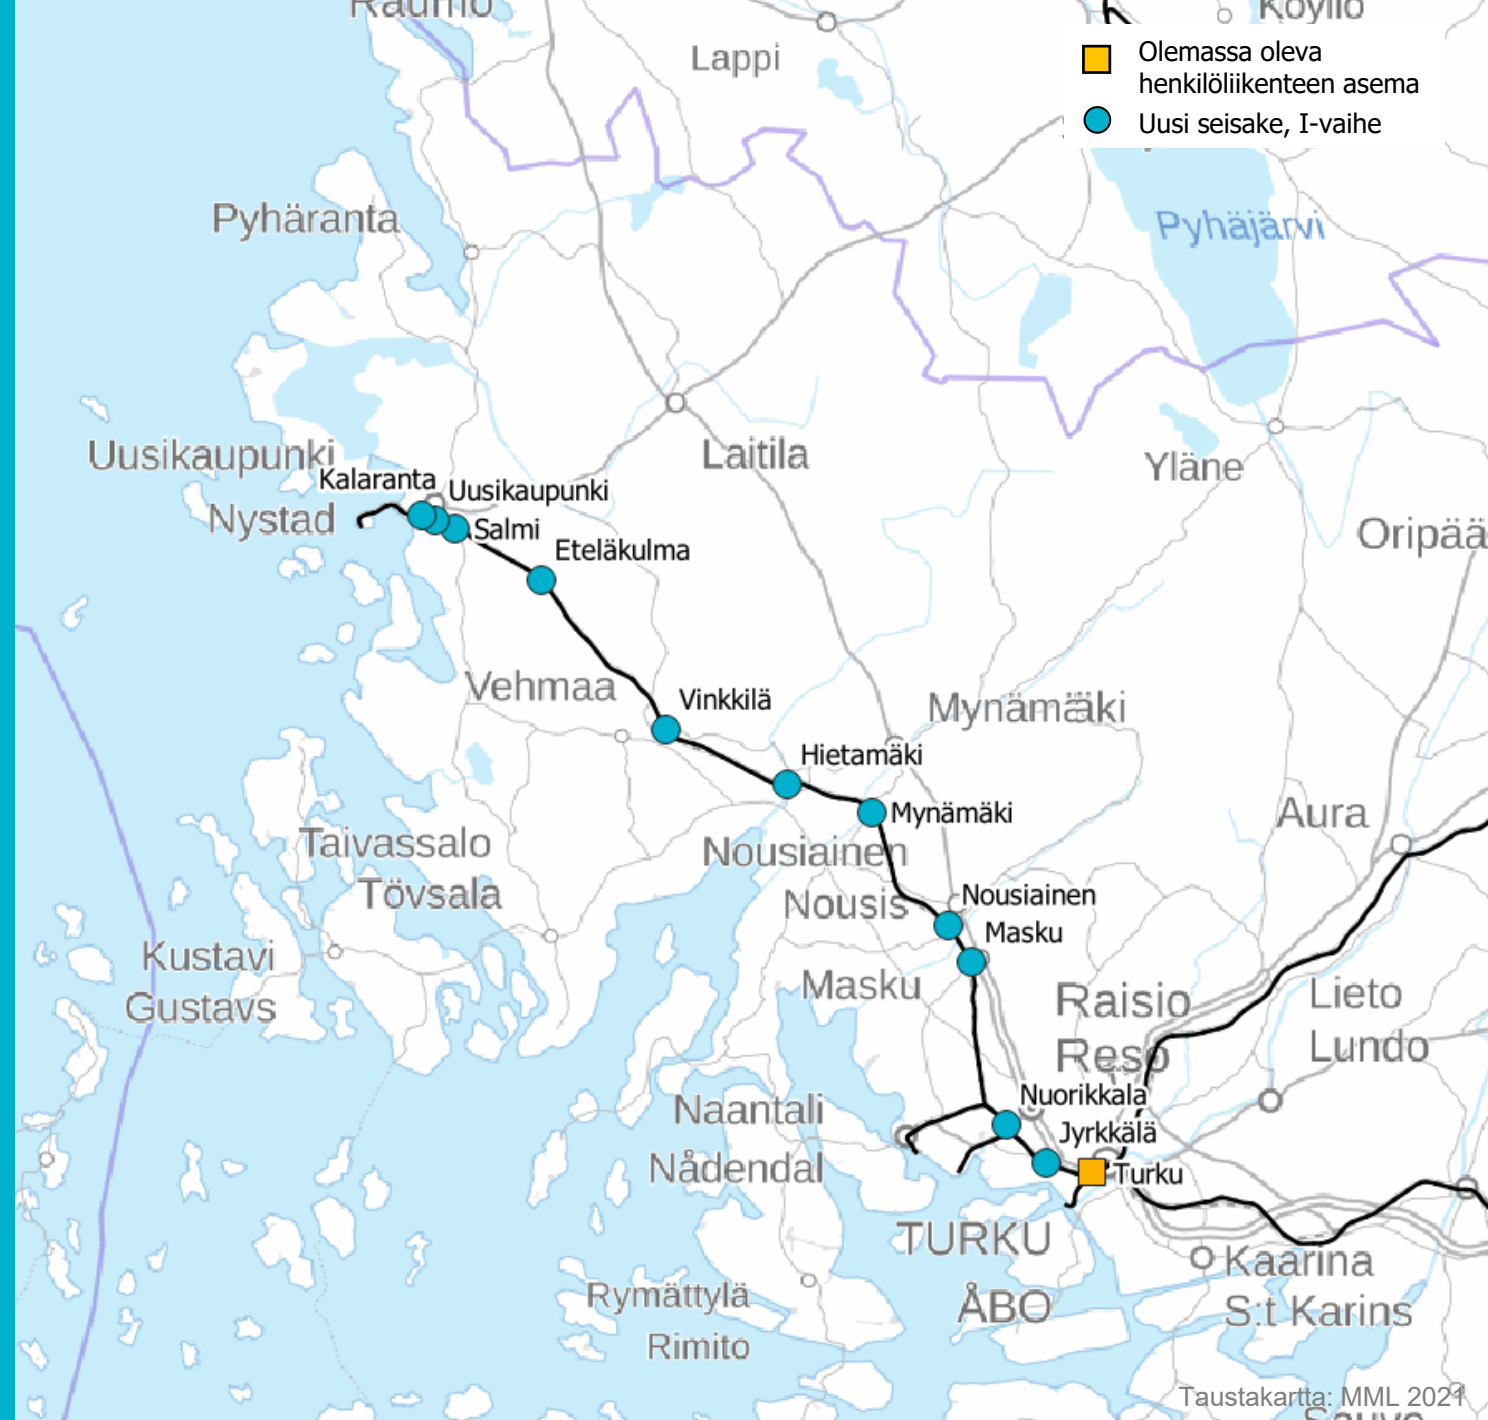 Rauma
Köyliö
Lappi
Olemassa oleva
henkilöliikenteen asema
Uusi seisake, I-vaihe
Pyhäranta
Pyhäjärvi
Uusikaupunki
Nystad
Laitila
Yläne
Oripää
Kalaranta
Uusikaupunki
Salmi
Eteläkulma
Vehmaa
Vinkkilä
Mynämäki
Hietamäki
Mynämäki
Aura
Taivassalo
Tövsala
Nousiainen
Nousis
Nousiainen
Masku
Kustavi
Gustavs
Masku
Raisio
Reso
Lieto
Lundo
Naantali
Nådendal
Nuorikkala
Jyrkkälä
Turku
TURKU
ÅBO
Kaarina
S:t Karins
Rymättylä
Rimito
Taustakartta: MML 2021